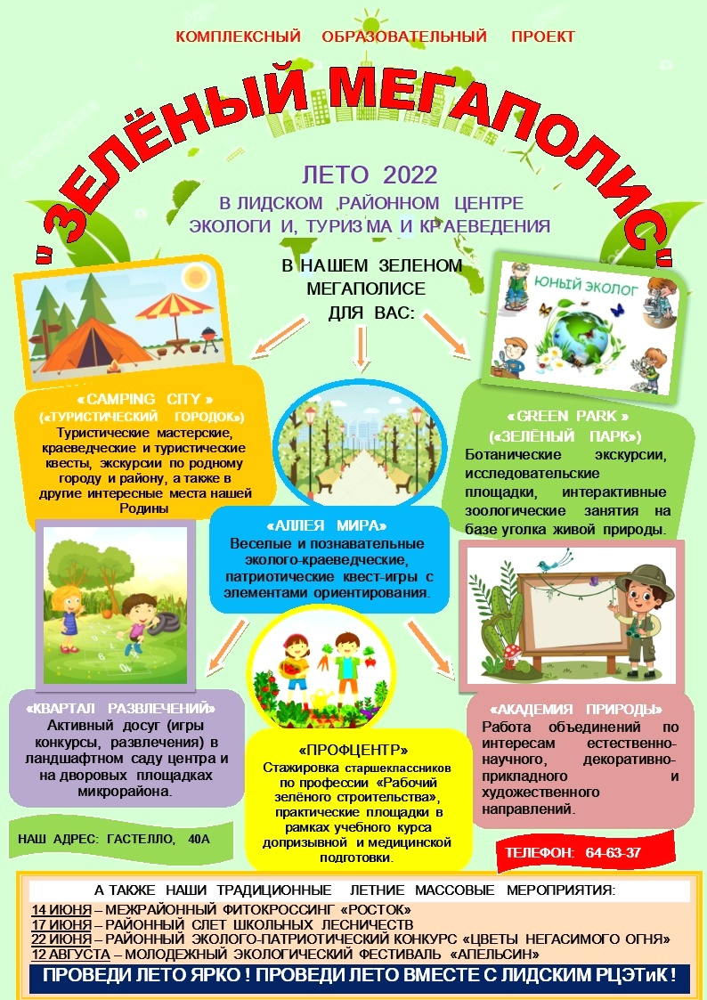 КОМПЛЕКСНЫЙ ОБРАЗОВАТЕЛЬНЫЙ ПРОЕКТ
"ЗЕЛЁНЫЙ МЕГАПОЛИС"
ЛЕТО 2022
В ЛИДСКОМ РАЙОННОМ ЦЕНТРЕ
ЭКОЛОГИ И, ТУРИЗМА И КРАЕВЕДЕНИЯ
В НАШЕМ ЗЕЛЕНОМ
МЕГАПОЛИСЕ
ДЛЯ ВАС:
ЮНЫЙ ЭКОЛОГ
«CAMPING CITY »
(«ТУРИСТИЧЕСКИЙ ГОРОДОК»)
Туристические мастерские,
краеведческие и туристические
квесты, экскурсии по родному
городу и району, а также в
другие интересные места нашей
Родины
«GREEN PARK »
(«ЗЕЛЁНЫЙ ПАРК»)
Ботанические экскурсии,
исследовательские
площадки, интерактивные
зоологические занятия на
базе уголка живой природы.
«АЛЛЕЯ МИРА»
Веселые и познавательные
эколого-краеведческие,
патриотические квест-игры с
элементами ориентирования.
«КВАРТАЛ РАЗВЛЕЧЕНИЙ»
Активный досуг (игры
конкурсы, развлечения) в
ландшафтном саду центра и
на дворовых площадках
микрорайона.
«ПРОФЦЕНТР»
Стажировка старшеклассников
по профессии «Рабочий
зелёного строительства»,
практические площадки в
рамках учебного курса
допризывной и медицинской
подготовки.
«АКАДЕМИЯ ПРИРОДЫ»
Работа объединений по
интересам естественно-
научного, декоративно-
прикладного и
художественного
направлений.
НАШ АДРЕС: ГАСТЕЛЛО, 40А
ТЕЛЕФОН: 64-63-37
А ТАКЖЕ НАШИ ТРАДИЦИОННЫЕ ЛЕТНИЕ МАССОВЫЕ МЕРОПРИЯТИЯ:
14 ИЮНЯ – МЕЖРАЙОННЫЙ ФИТОКРОССИНГ «РОСТОК»
17 ИЮНЯ – РАЙОННЫЙ СЛЕТ ШКОЛЬНЫХ ЛЕСНИЧЕСТВ
22 ИЮНЯ – РАЙОННЫЙ ЭКОЛОГО-ПАТРИОТИЧЕСКИЙ КОНКУРС «ЦВЕТЫ НЕГАСИМОГО ОГНЯ»
12 АВГУСТА – МОЛОДЕЖНЫЙ ЭКОЛОГИЧЕСКИЙ ФЕСТИВАЛЬ «АПЕЛЬСИН»
ПРОВЕДИ ЛЕТО ЯРКО ! ПРОВЕДИ ЛЕТО ВМЕСТЕ С ЛИДСКИМ РЦЭТиК !